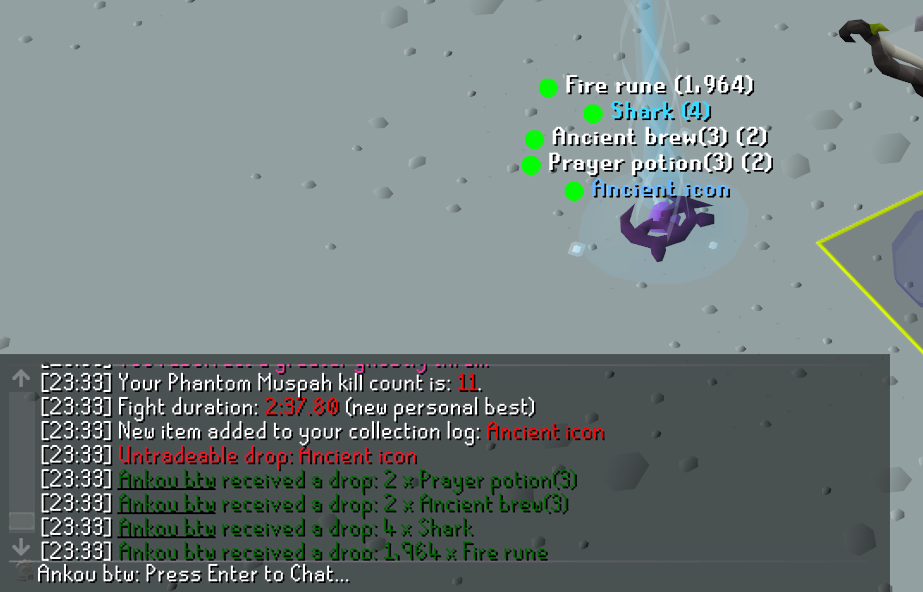 Fire rune (1,964)
Shark (4)
Ancient brew(3) (2)
Prayer potion(3) (2)
Ancient icon
[23:33]
[23:33] Your Phantom Muspah kill count is: 11.
[23:33] Fight duration: 2:37.80 (new personal best)
[23:33] New item added to your collection log: Ancient icon
[23:33] Untradeable drop: Ancient icon
[23:33] Ankou btw received a drop: 2 x Prayer potion(3)
[23:33] Ankou btw received a drop: 2 x Ancient brew(3)
[23:33] Ankou btw received a drop: 4 x Shark
[23:33] Ankou btw received a drop: 1,964 x Fire rune
Ankou btw: Press Enter to Chat...